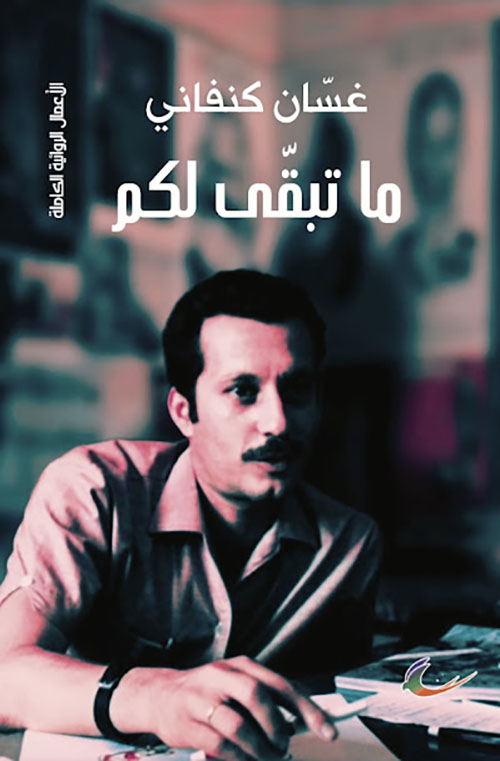 غسّان كنفاني
ما تبقّى لكم
الأعمال الروائية الكاملة